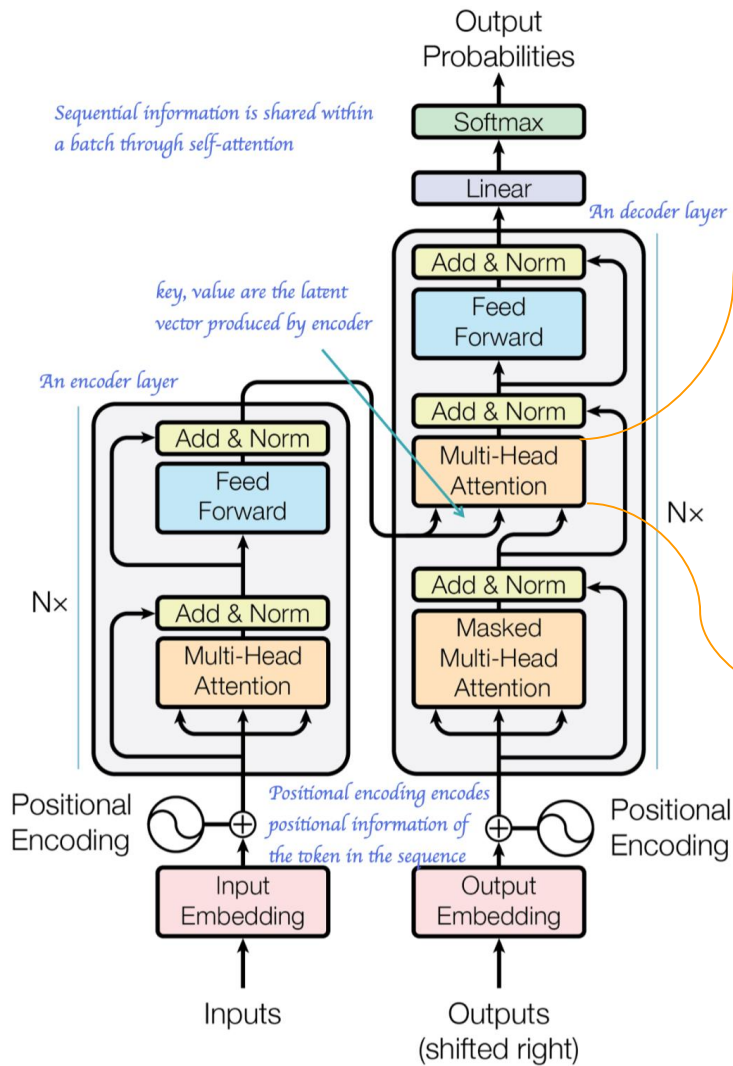 Output
Probabilities
Sequential information is shared within
a batch through self-attention
Softmax
Linear
An decoder layer
Add & Norm
Feed
Forward
key, value are the latent
vector produced by encoder
Add & Norm
Multi-Head
Attention
An encoder layer
Add & Norm
Feed
Forward
N×
Add & Norm
Multi-Head
Attention
N×
Add & Norm
Masked
Multi-Head
Attention
Positional
Encoding
Positional encoding encodes
positional information of
the token in the sequence
Positional
Encoding
Input
Embedding
Output
Embedding
Inputs
Outputs
(shifted right)